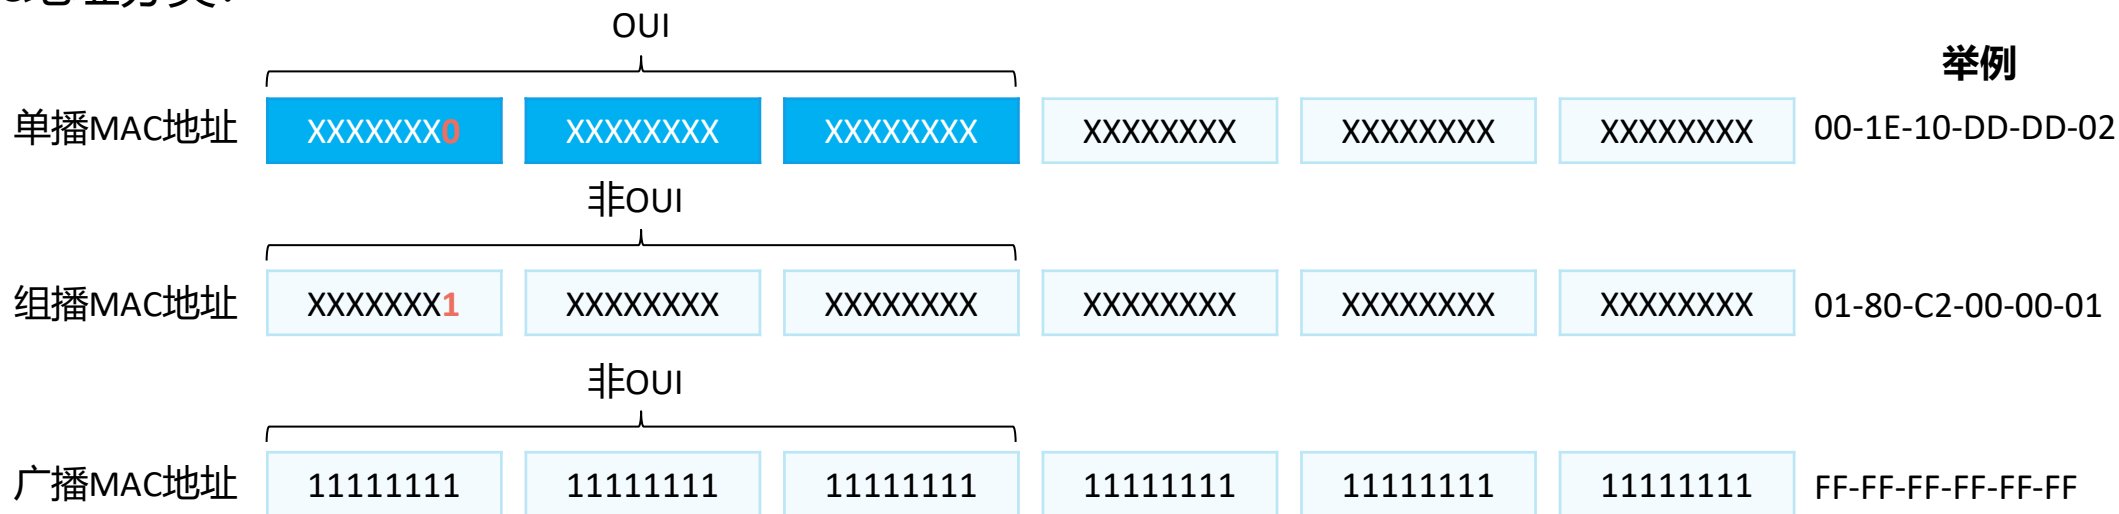 OUI
举例
单播MAC地址 XXXXXXX0 XXXXXXXX XXXXXXXX XXXXXXXX XXXXXXXX XXXXXXXX 00-1E-10-DD-DD-02
非OUI
组播MAC地址 XXXXXXX1 XXXXXXXX XXXXXXXX XXXXXXXX XXXXXXXX XXXXXXXX 01-80-C2-00-00-01
非OUI
广播MAC地址 11111111 11111111 11111111 11111111 11111111 11111111 FF-FF-FF-FF-FF-FF